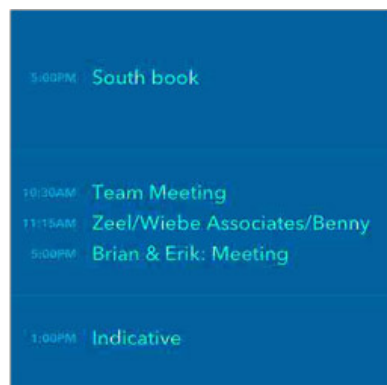 5:00PM South book
10:30AM Team Meeting
11:15AM Zeel/Wiebe Associates/Benny
5:00PM Brian & Erik: Meeting
1:00PM Indicative